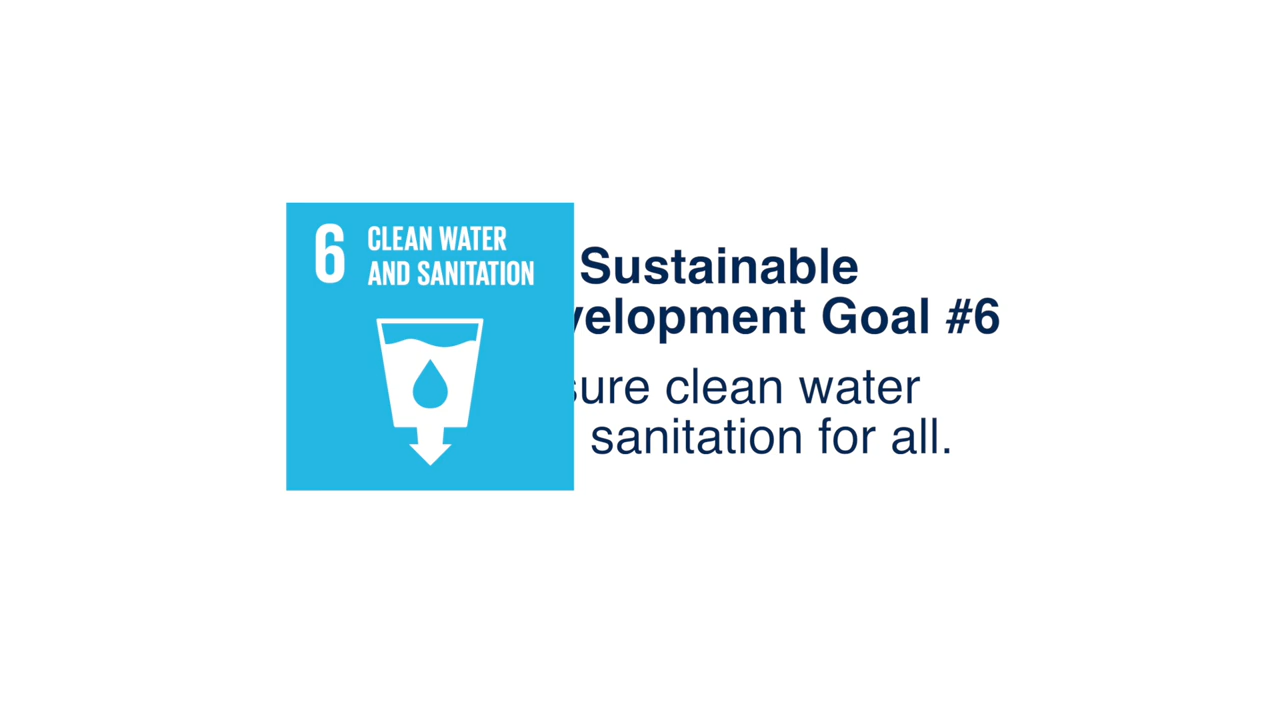 6
CLEAN WATER
AND SANITATION
Sustainable
velopment Goal #6
sure clean water
sanitation for all.